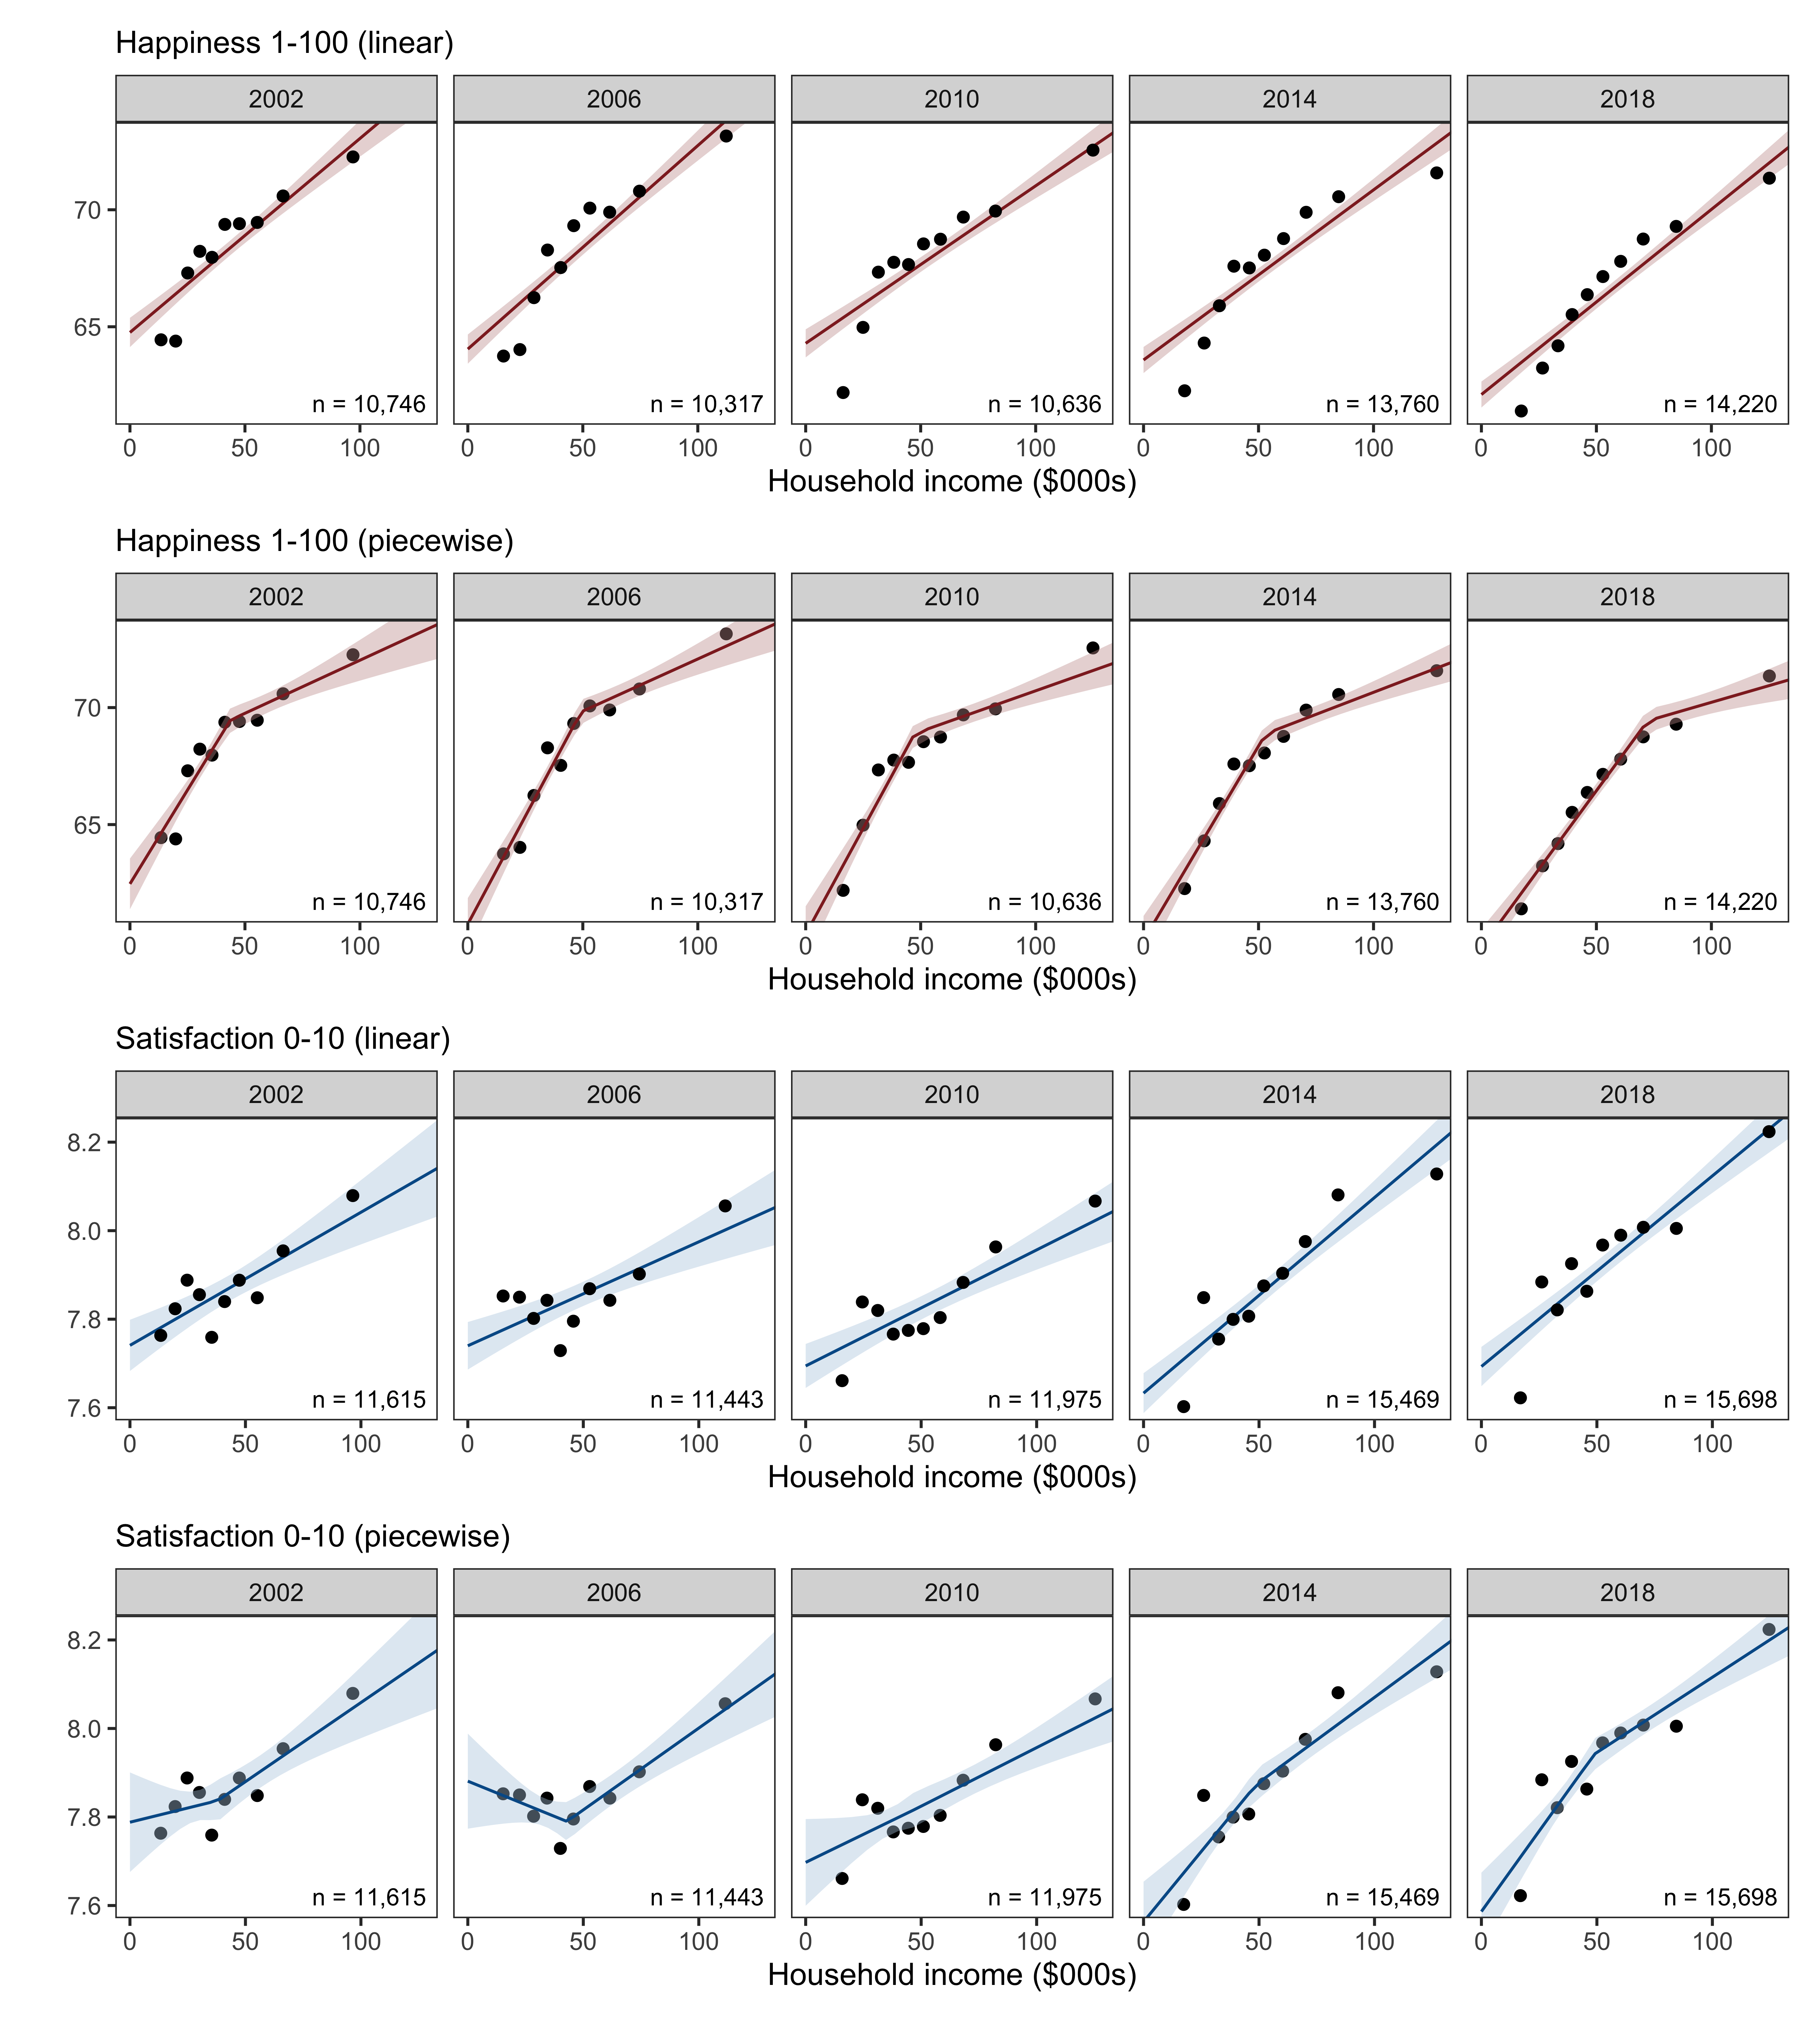 Happiness 1-100 (linear)
2002 2006 2010 2014 2018
70
65
n = 10,746 n = 10,317 n = 10,636 n = 13,760 n = 14,220
0 50 100 0 50 100 0 50 100 0 50 100 0 50 100
Household income ($000s)
Happiness 1-100 (piecewise)
2002 2006 2010 2014 2018
70
65
n = 10,746 n = 10,317 n = 10,636 n = 13,760 n = 14,220
0 50 100 0 50 100 0 50 100 0 50 100 0 50 100
Household income ($000s)
Satisfaction 0-10 (linear)
2002 2006 2010 2014 2018
8.2
8.0
7.8
7.6
n = 11,615 n = 11,443 n = 11,975 n = 15,469 n = 15,698
0 50 100 0 50 100 0 50 100 0 50 100 0 50 100
Household income ($000s)
Satisfaction 0-10 (piecewise)
2002 2006 2010 2014 2018
8.2
8.0
7.8
7.6
n = 11,615 n = 11,443 n = 11,975 n = 15,469 n = 15,698
0 50 100 0 50 100 0 50 100 0 50 100 0 50 100
Household income ($000s)